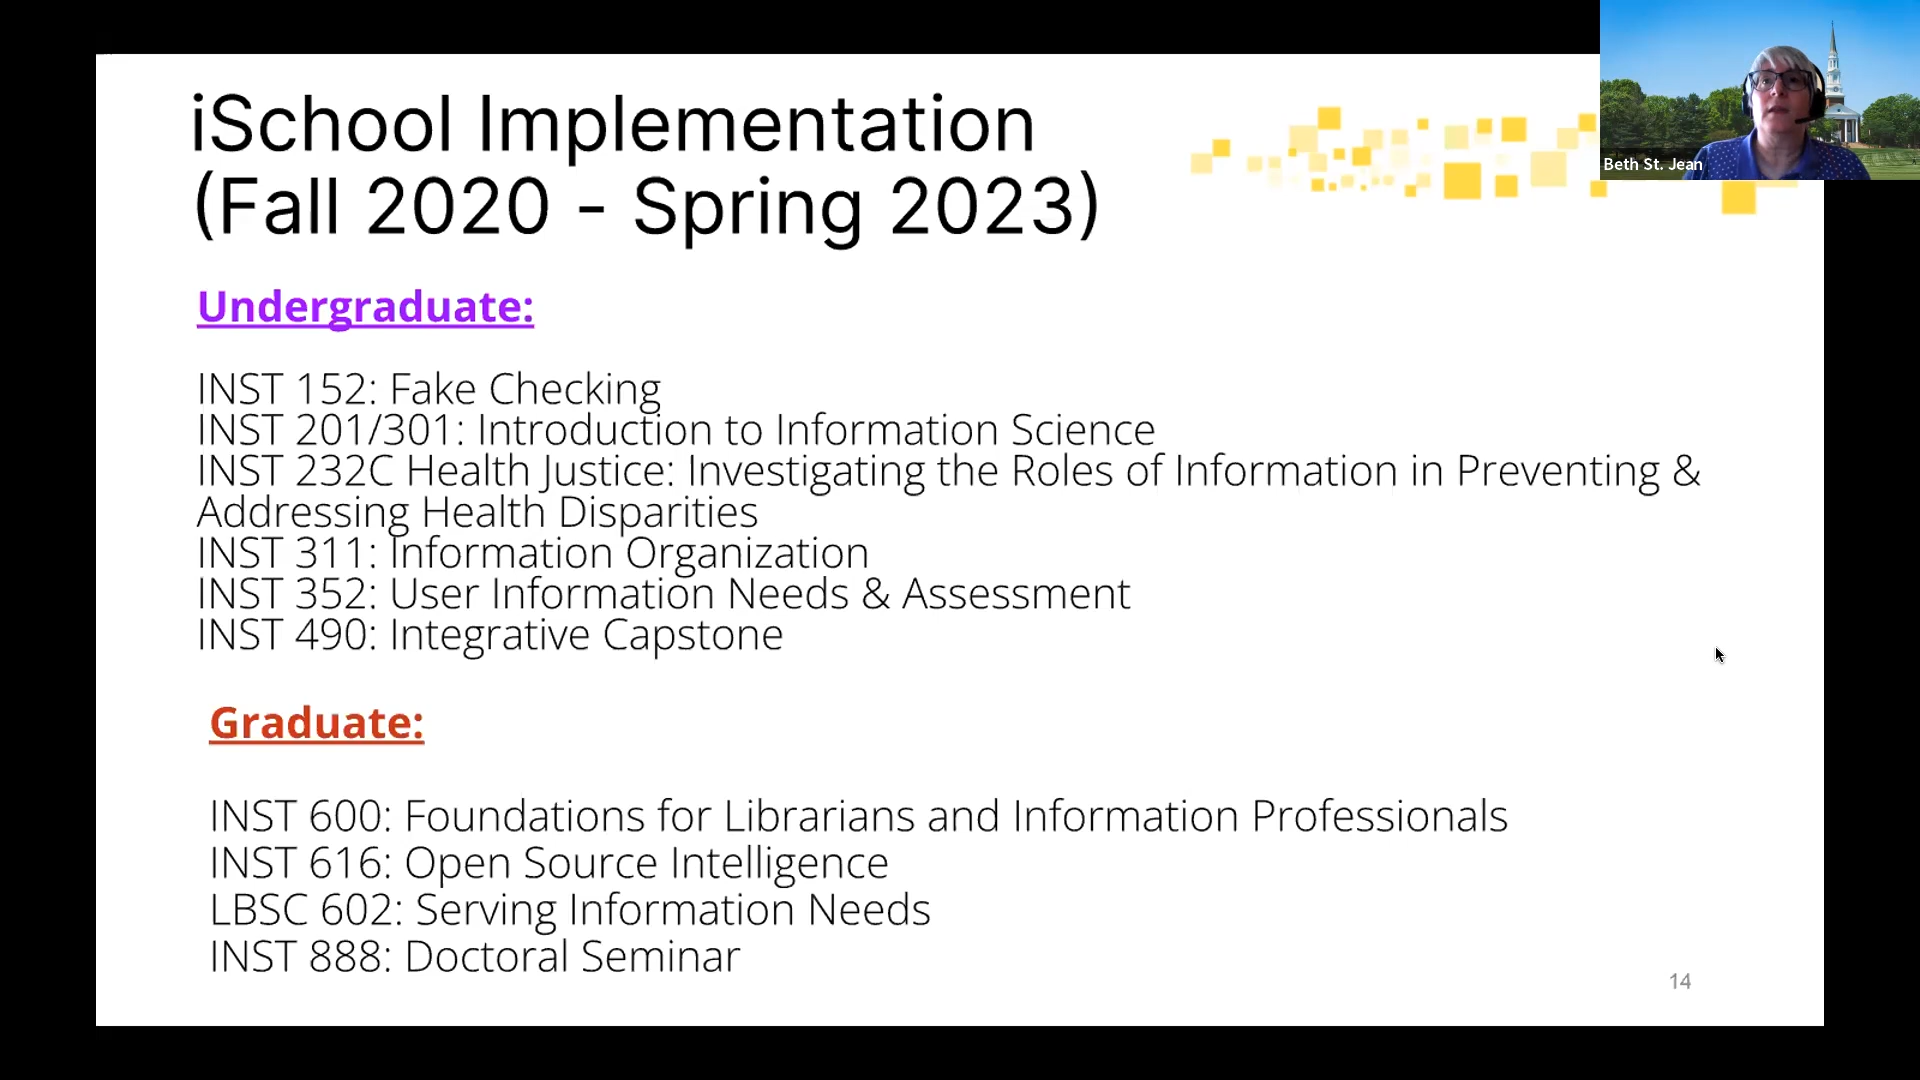 iSchool Implementation
(Fall 2020 - Spring 2023)
Beth St. Jean
Undergraduate:
INST 152: Fake Checking
INST 201/301: Introduction to Information Science
INST 232C Health Justice: Investigating the Roles of Information in Preventing &
Addressing Health Disparities
INST 311: Information Organization
INST 352: User Information Needs & Assessment
INST 490: Integrative Capstone
Graduate:
INST 600: Foundations for Librarians and Information Professionals
INST 616: Open Source Intelligence
LBSC 602: Serving Information Needs
INST 888: Doctoral Seminar
14